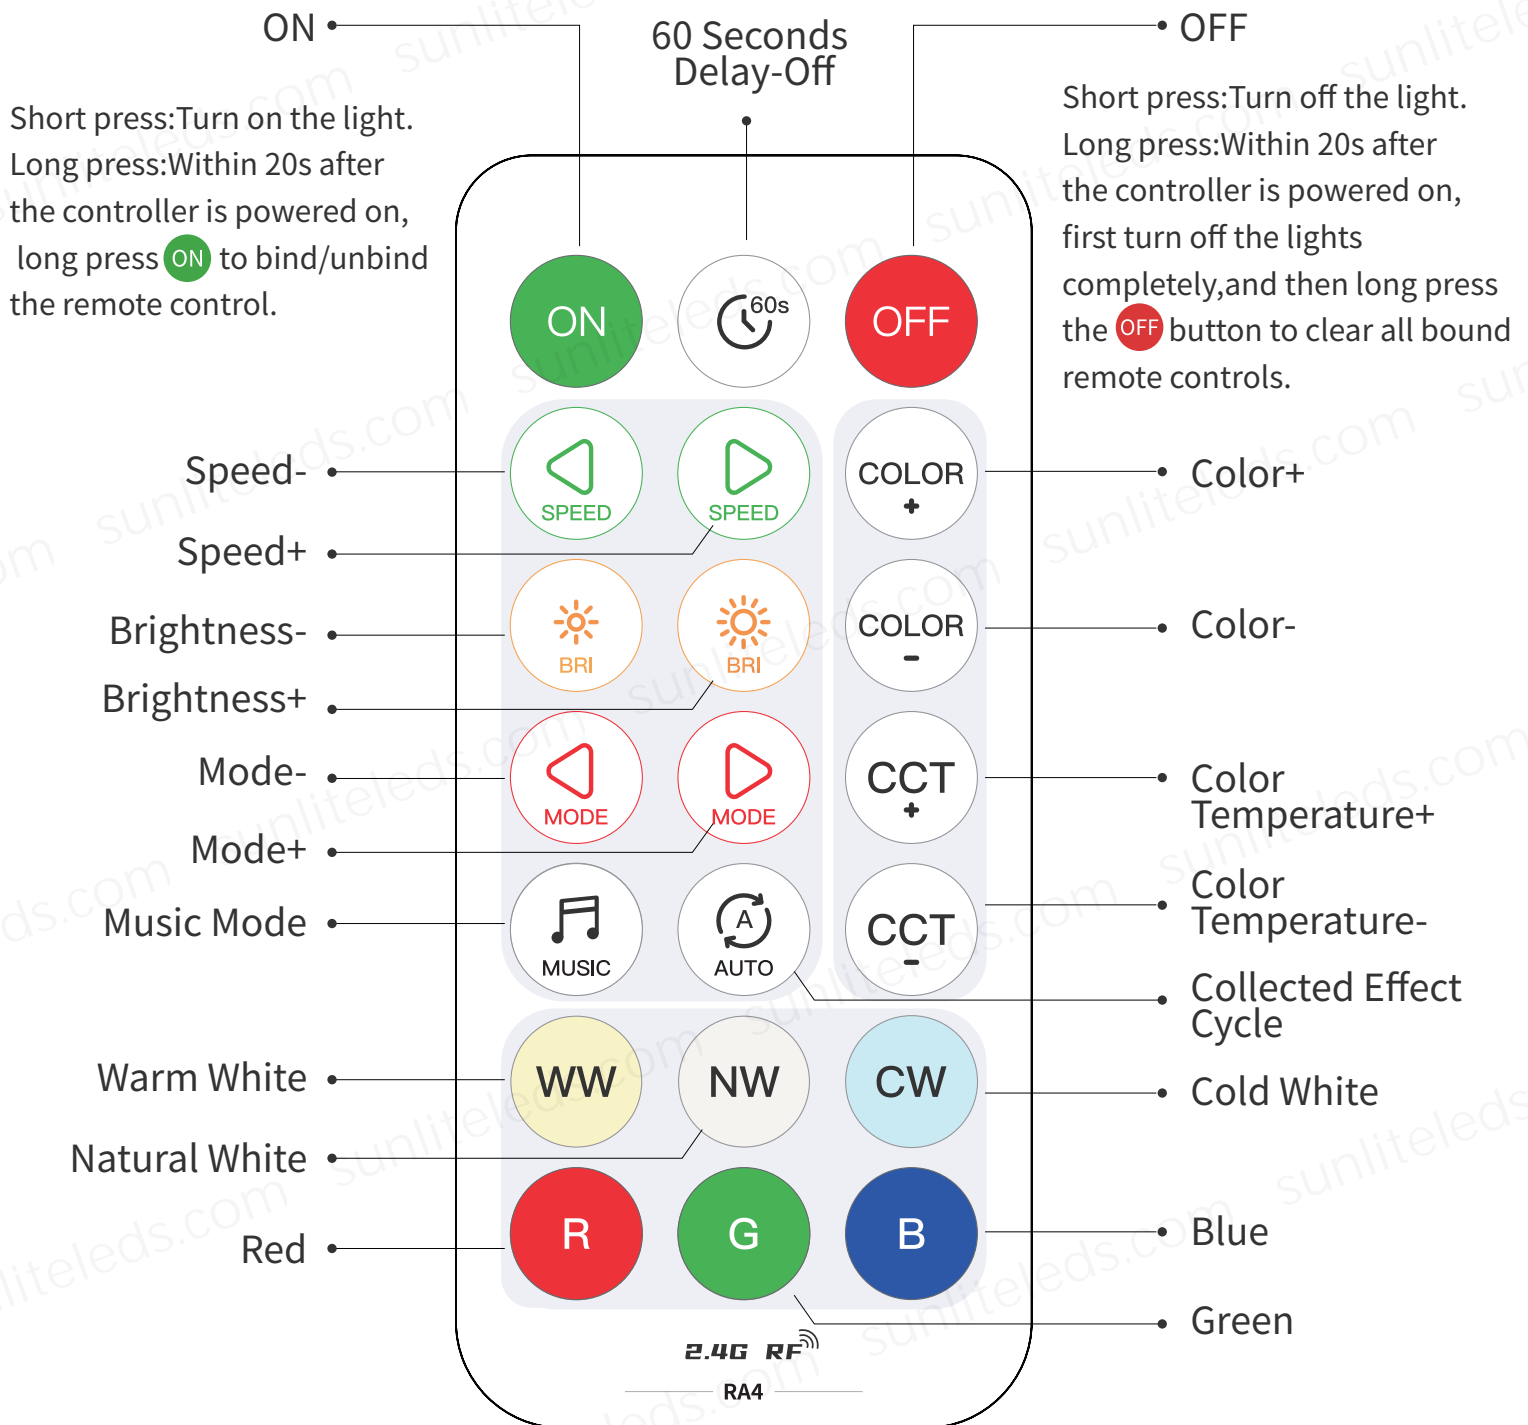 ON
60 Seconds
Delay-Off
OFF
Short press:Turn on the light.
Long press:Within 20s after
the controller is powered on,
long press ON to bind/unbind
the remote control.
Short press:Turn off the light.
Long press:Within 20s after
the controller is powered on,
first turn off the lights
completely,and then long press
the OFF button to clear all bound
remote controls.
ON
60s
OFF
Speed-
SPEED
SPEED
COLOR
+
Color+
Speed+
Brightness-
BRI
BRI
COLOR
-
Color-
Brightness+
Mode-
MODE
MODE
CCT
+
Color
Temperature+
Mode+
Music Mode
MUSIC
A
AUTO
CCT
-
Color
Temperature-
Collected Effect
Cycle
Warm White
WW
NW
CW
Cold White
Natural White
Red
R
G
B
Blue
Green
2.4G RF
RA4
sunliteleds.com